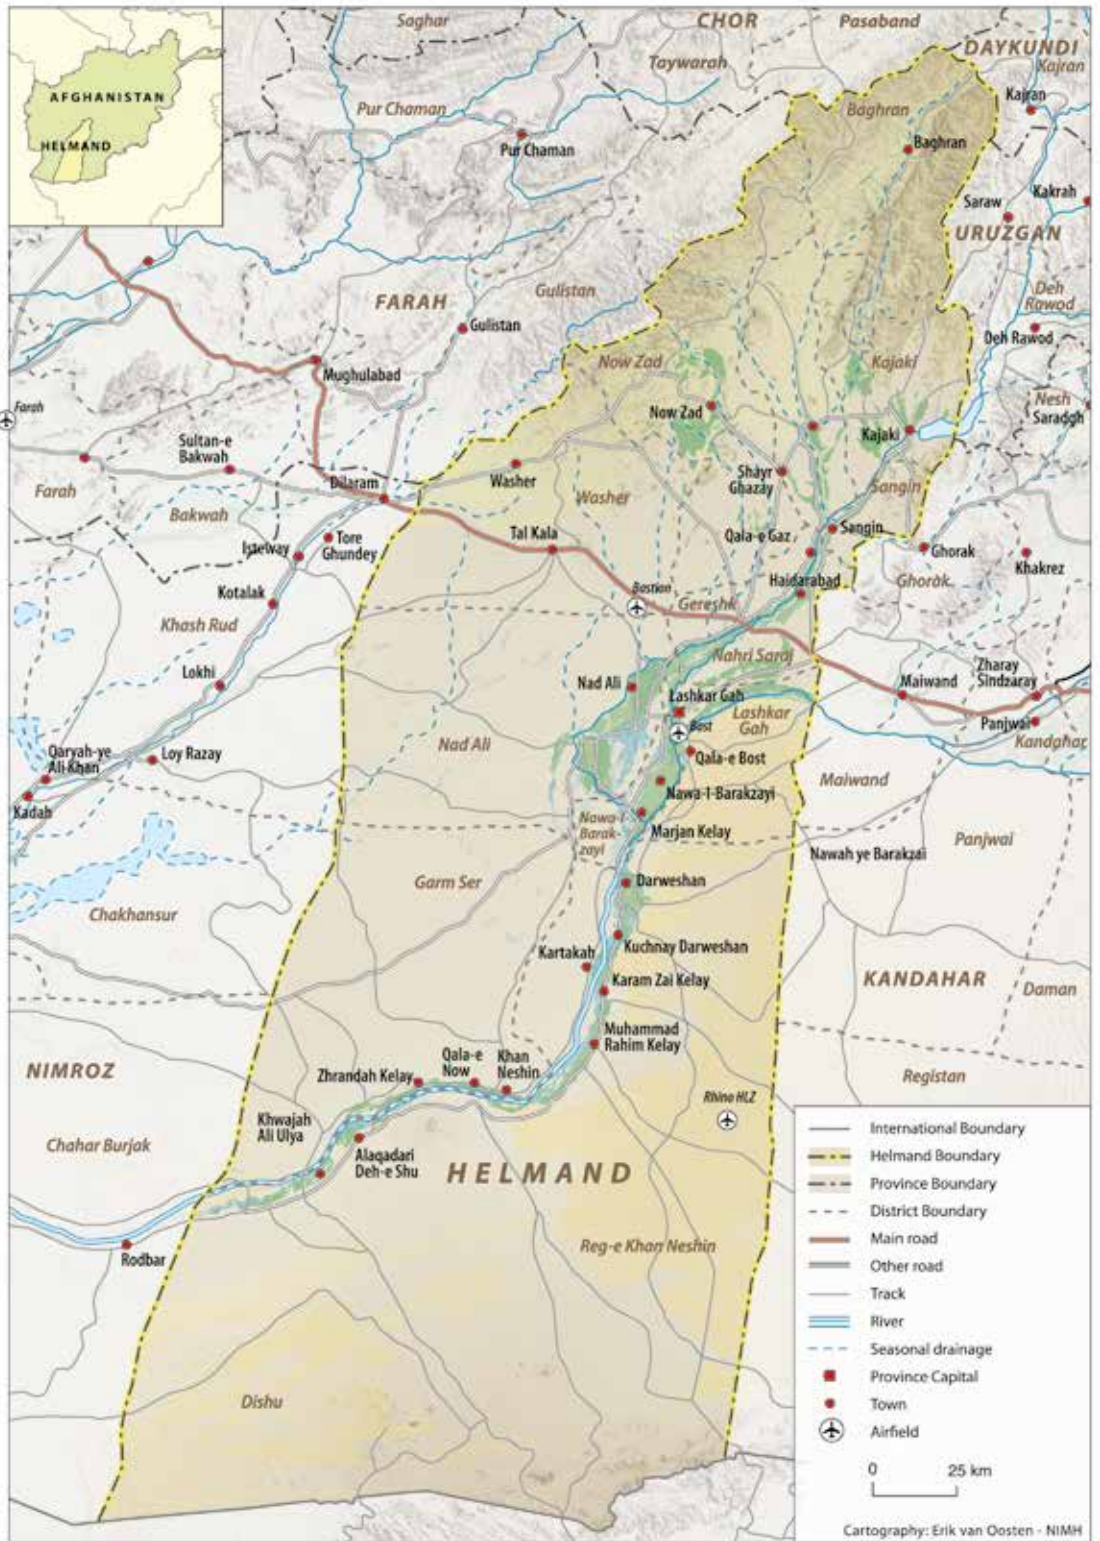 AFGHANISTAN
HELMAND
Saghar
CHOR
Pasaband
Taywarah
DAYKUNDI
Kajran
Pur Chaman
Pur Chaman
Baghran
Kajran
Baghran
Saraw
Kakrah
URUZGAN
FARAH
Gulistan
Deh
Rawod
Gulistan
Deh Rawod
Mughulabad
Now Zad
Kajaki
Nesh
Farah
Now Zad
Saradgh
Kajaki
Sultan-e
Bakwah
Shayr
Ghazay
Farah
Dilaram
Washer
Washer
Sangin
Bakwah
Tal Kala
Qala-e Gaz
Sangin
Isteway
Tore
Ghundey
Ghorak
Khakrez
Kotalak
Haidarabad
Ghorak
Bastion
Gereshk
Khash Rud
Nahri Saraj
Lokhi
Nad Ali
Lashkar Gah
Maiwand
Zharay
Sindzaray
Lashkar
Gah
Panjwai
Bost
Kandahar
Nad Ali
Qaryah-ye
Ali Khan
Loy Razay
Qala-e Bost
Maiwand
Kadah
Nawa-1-Barakzayi
Nawa-1-
Barak-
zayi
Marjan Kelay
Panjwai
Nawah ye Barakzai
Garm Ser
Darweshan
Chakhansur
Kartakah
Kuchnay Darweshan
KANDAHAR
Karam Zai Kelay
Daman
Muhammad
Rahim Kelay
NIMROZ
Zhrandah Kelay
Qala-e
Now
Khan
Neshin
Registan
Rhino HLZ
Khwajah
Ali Ulya
Chahar Burjak
Alaqadari
Deh-e Shu
HELMAND
Rodbar
Reg-e Khan Neshin
Dishu
International Boundary
Helmand Boundary
Province Boundary
District Boundary
Main road
Other road
Track
River
Seasonal drainage
Province Capital
Town
Airfield
0 25 km
Cartography: Erik van Oosten - NIMH